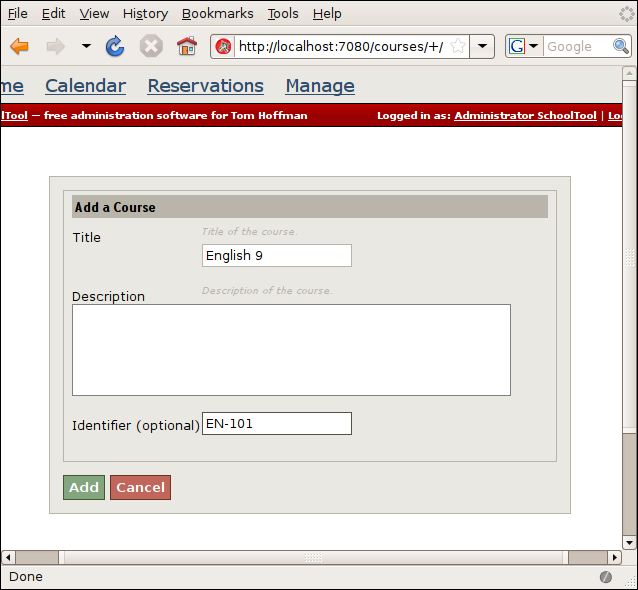 File Edit View History Bookmarks Tools Help
http://localhost:7080/courses/+/ G Google
me Calendar Reservations Manage
lTool — free administration software for Tom Hoffman Logged in as: Administrator SchoolTool | Lo
Add a Course
Title of the course.
Title
English 9
Description of the course.
Description
Identifier (optional) EN-101
Add Cancel
Done